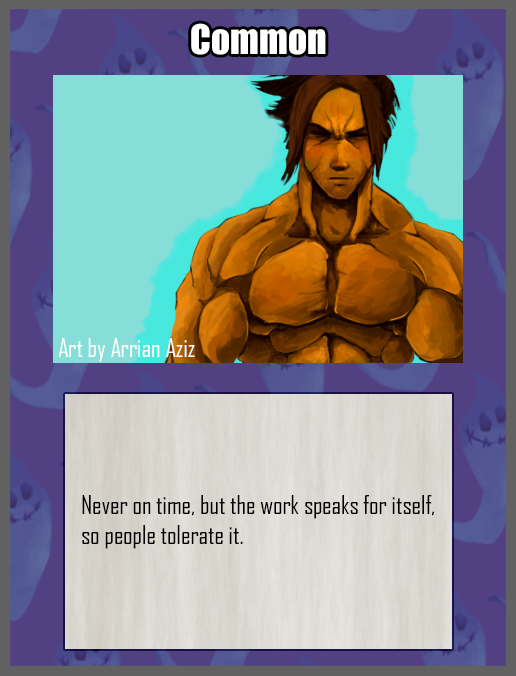 Common
Art by Arrian Aziz
Never on time, but the work speaks for itself,
so people tolerate it.